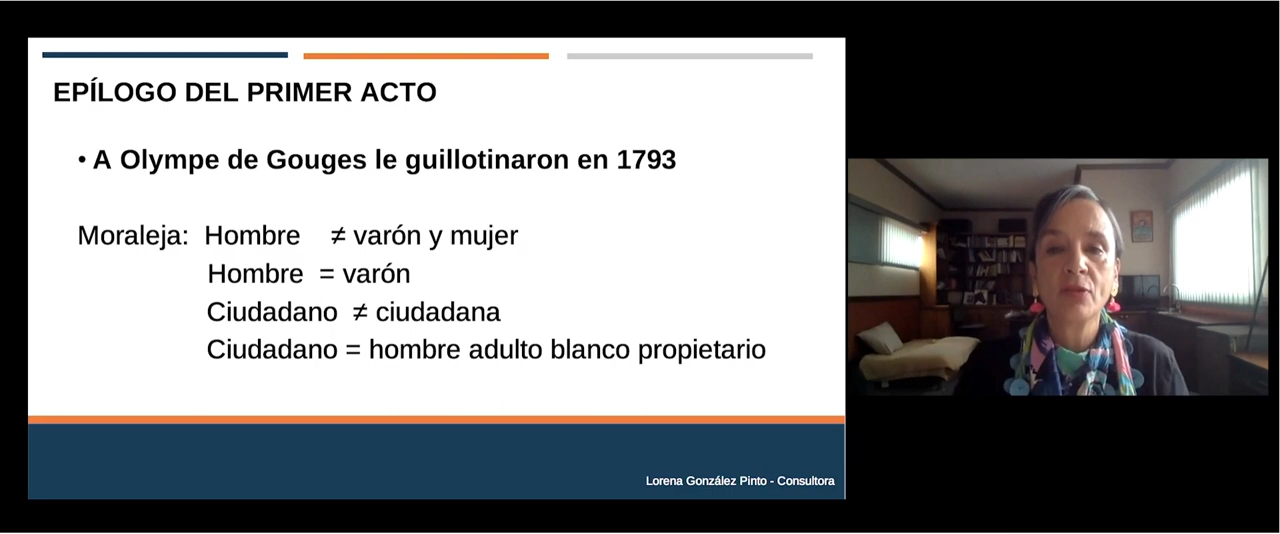 EPÍLOGO DEL PRIMER ACTO
• A Olympe de Gouges le guillotinaron en 1793
Moraleja: Hombre ≠ varón y mujer
Hombre = varón
Ciudadano ≠ ciudadana
Ciudadano = hombre adulto blanco propietario
Lorena González Pinto - Consultora